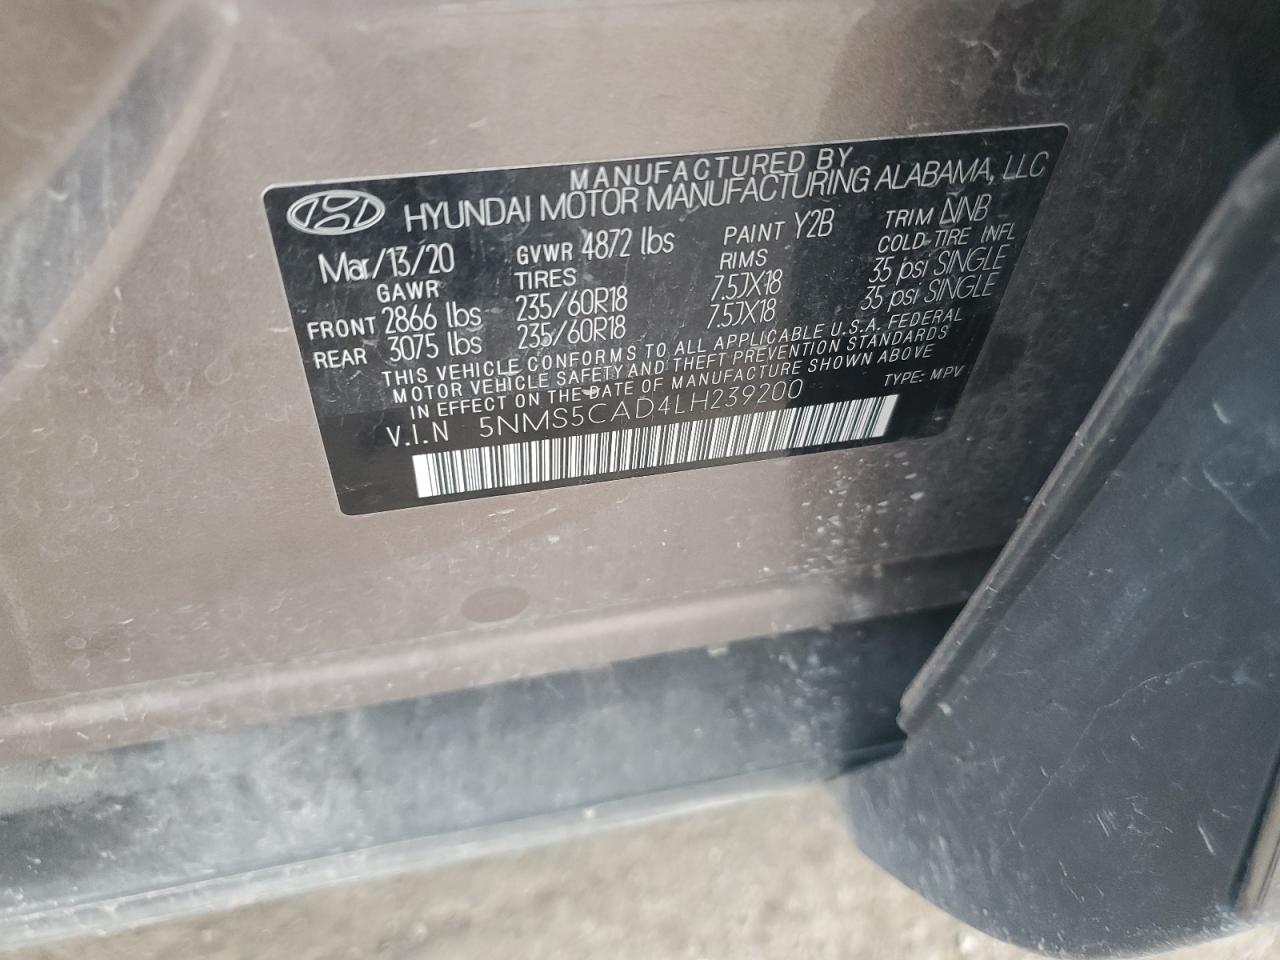 MANUFACTURED BY
HYUNDAI MOTOR MANUFACTURING ALABAMA, LLC
Mar/13/20 GVWR 4872 lbs PAINT Y2B TRIM NNB
GAWR TIRES RIMS COLD TIRE INFL
FRONT 2866 lbs 235/60R18 7.5JX18 35 psi SINGLE
REAR 3075 lbs 235/60R18 7.5JX18 35 psi SINGLE
THIS VEHICLE CONFORMS TO ALL APPLICABLE U.S.A. FEDERAL
MOTOR VEHICLE SAFETY AND THEFT PREVENTION STANDARDS
IN EFFECT ON THE DATE OF MANUFACTURE SHOWN ABOVE
V.I.N 5NMS5CAD4LH239200 TYPE: MPV